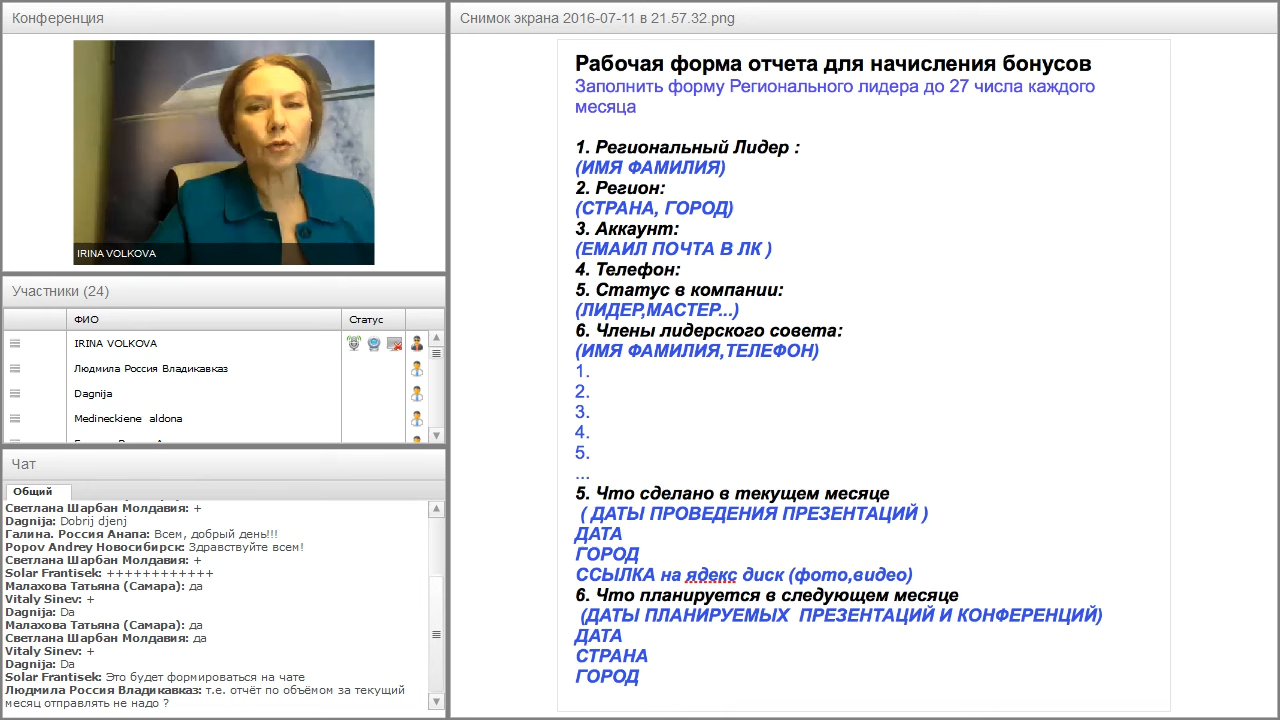 Конференция
IRINA VOLKOVA
Участники (24)
ФИО
Статус
IRINA VOLKOVA
Людмила Россия Владикавказ
Dagnija
Medineckiene aldona
Чат
Общий
Светлана Шарбан Молдавия: +
Dagnija: Dobrij djenj
Галина. Россия Анапа: Всем, добрый день!!!
Popov Andrey Новосибирск: Здравствуйте всем!
Светлана Шарбан Молдавия: +
Solar Frantisek: ++++++++++++
Малахова Татьяна (Самара): да
Vitaly Sinev: +
Dagnija: Da
Малахова Татьяна (Самара): да
Светлана Шарбан Молдавия: да
Vitaly Sinev: +
Dagnija: Da
Solar Frantisek: Это будет формироваться на чате
Людмила Россия Владикавказ: т.е. отчёт по объёмом за текущий
месяц отправлять не надо ?
Снимок экрана 2016-07-11 в 21.57.32.png
Рабочая форма отчета для начисления бонусов
Заполнить форму Регионального лидера до 27 числа каждого
месяца
1. Региональный Лидер :
(ИМЯ ФАМИЛИЯ)
2. Регион:
(СТРАНА, ГОРОД)
3. Аккаунт:
(ЕМАИЛ ПОЧТА В ЛК )
4. Телефон:
5. Статус в компании:
(ЛИДЕР,МАСТЕР...)
6. Члены лидерского совета:
(ИМЯ ФАМИЛИЯ,ТЕЛЕФОН)
1.
2.
3.
4.
5.
...
5. Что сделано в текущем месяце
( ДАТЫ ПРОВЕДЕНИЯ ПРЕЗЕНТАЦИЙ )
ДАТА
ГОРОД
ССЫЛКА на ядекс диск (фото,видео)
6. Что планируется в следующем месяце
(ДАТЫ ПЛАНИРУЕМЫХ ПРЕЗЕНТАЦИЙ И КОНФЕРЕНЦИЙ)
ДАТА
СТРАНА
ГОРОД